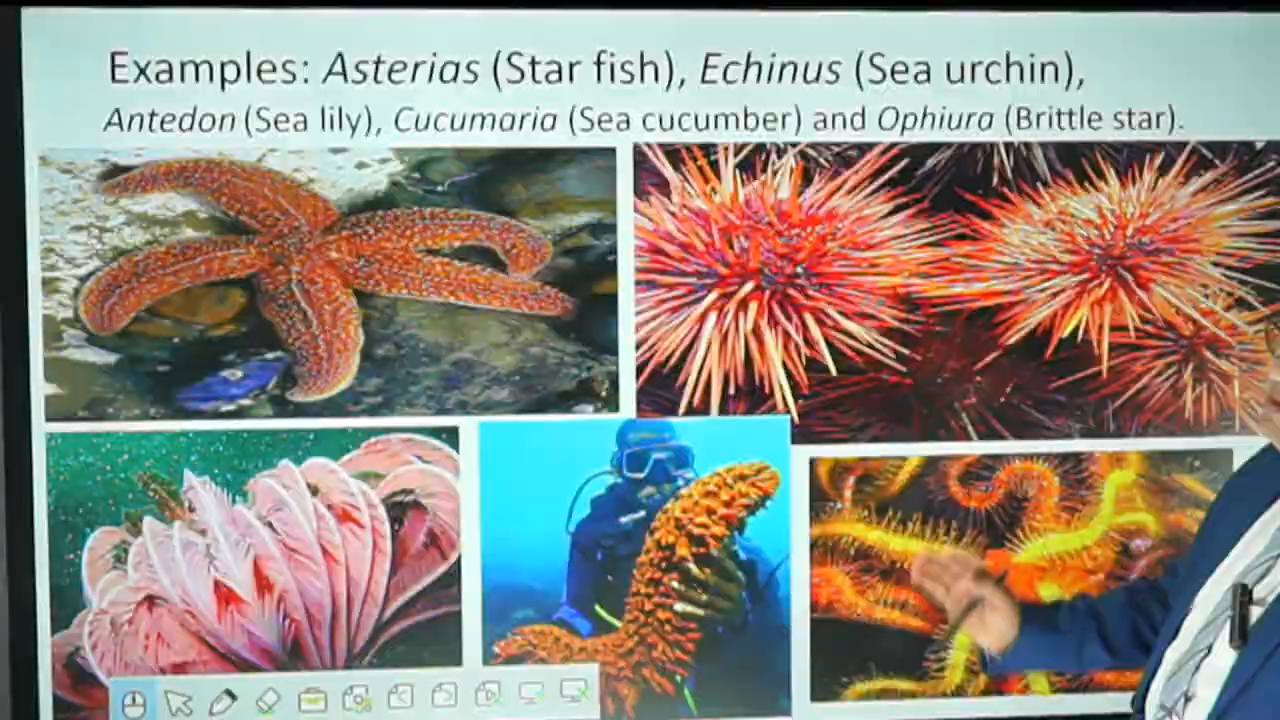 Examples: Asterias (Star fish), Echinus (Sea urchin),
Antedon (Sea lily), Cucumaria (Sea cucumber) and Ophiura (Brittle star).